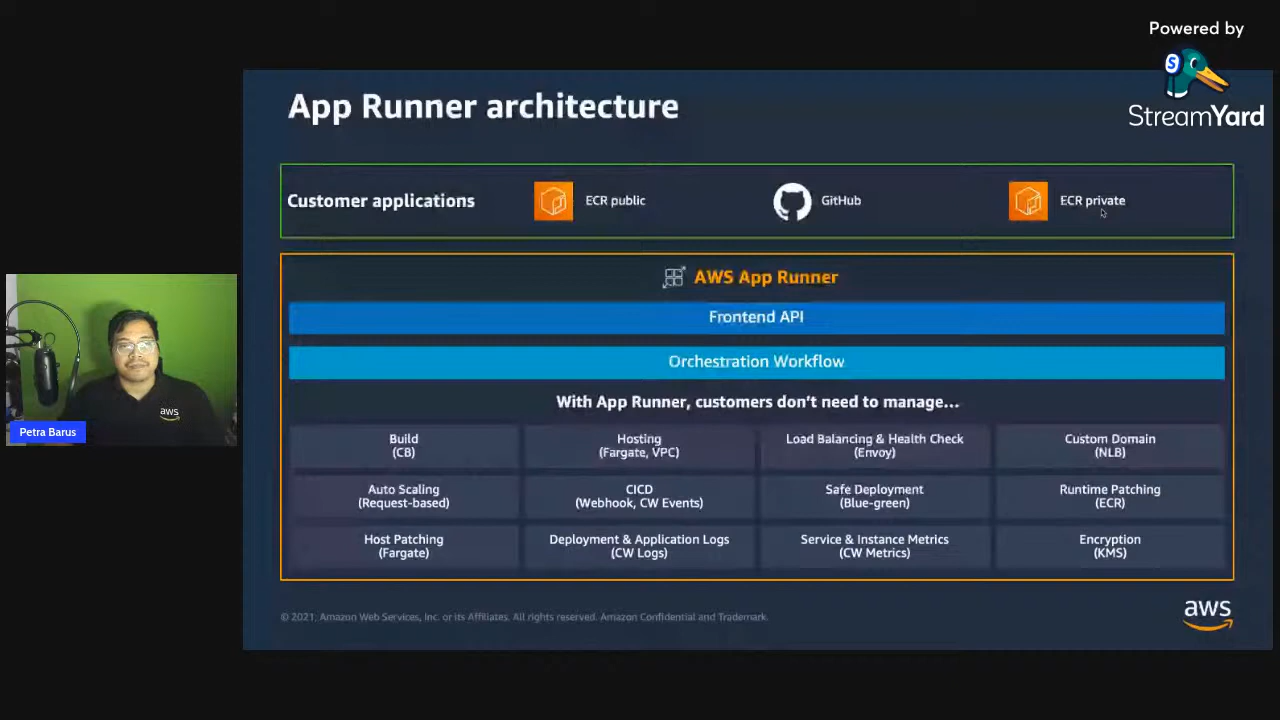 Powered by
S
StreamYard
App Runner architecture
Customer applications
ECR public
GitHub
ECR private
AWS App Runner
Frontend API
Orchestration Workflow
With App Runner, customers don't need to manage...
Build
(CB)
Hosting
(Fargate, VPC)
Load Balancing & Health Check
(Envoy)
Custom Domain
(NLB)
Auto Scaling
(Request-based)
CICD
(Webhook, CW Events)
Safe Deployment
(Blue-green)
Runtime Patching
(ECR)
Host Patching
(Fargate)
Deployment & Application Logs
(CW Logs)
Service & Instance Metrics
(CW Metrics)
Encryption
(KMS)
© 2021, Amazon Web Services, Inc. or its Affiliates. All rights reserved. Amazon Confidential and Trademark.
aws
aws
Petra Barus